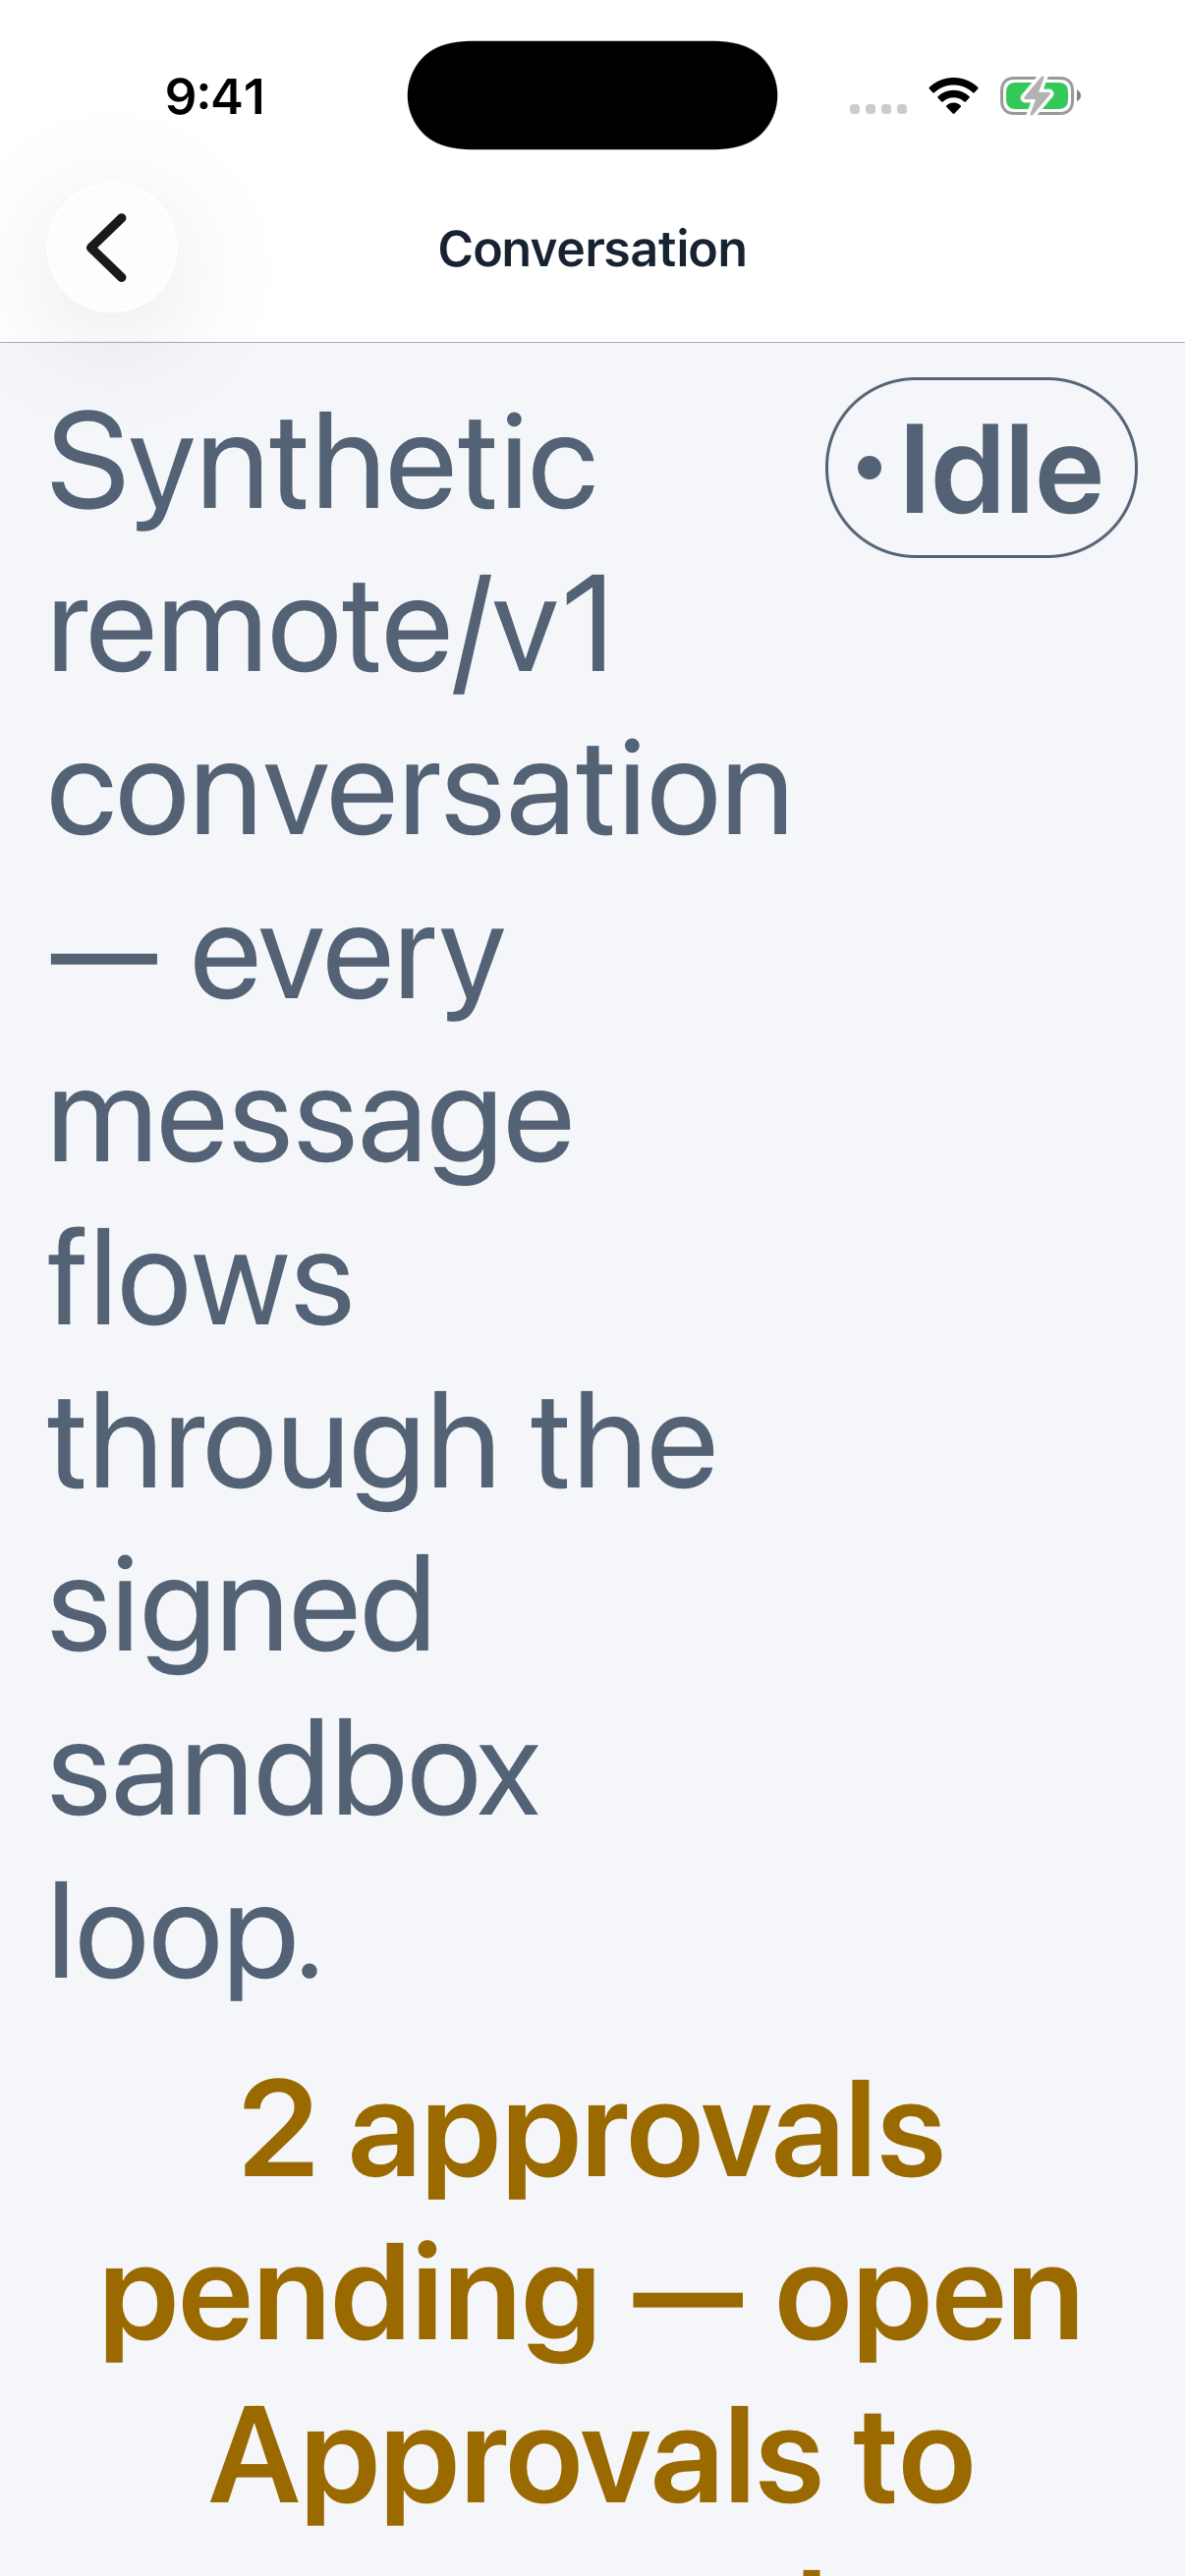 9:41
Conversation
Synthetic
remote/v1
conversation
— every
message
flows
through the
signed
sandbox
loop.
• Idle
2 approvals
pending — open
Approvals to